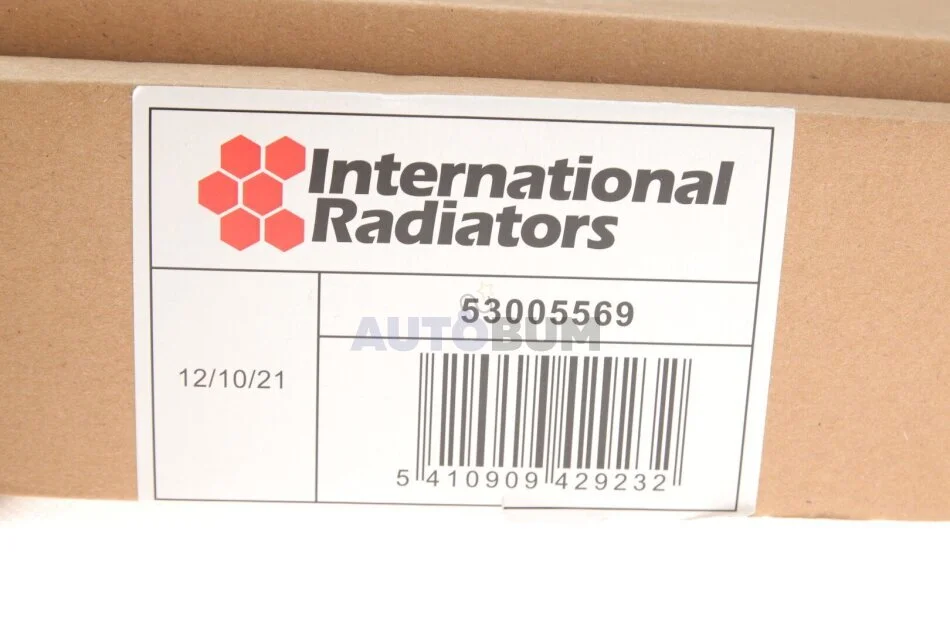 International
Radiators
53005569
AUTOBUM
12/10/21
5 410909 429232